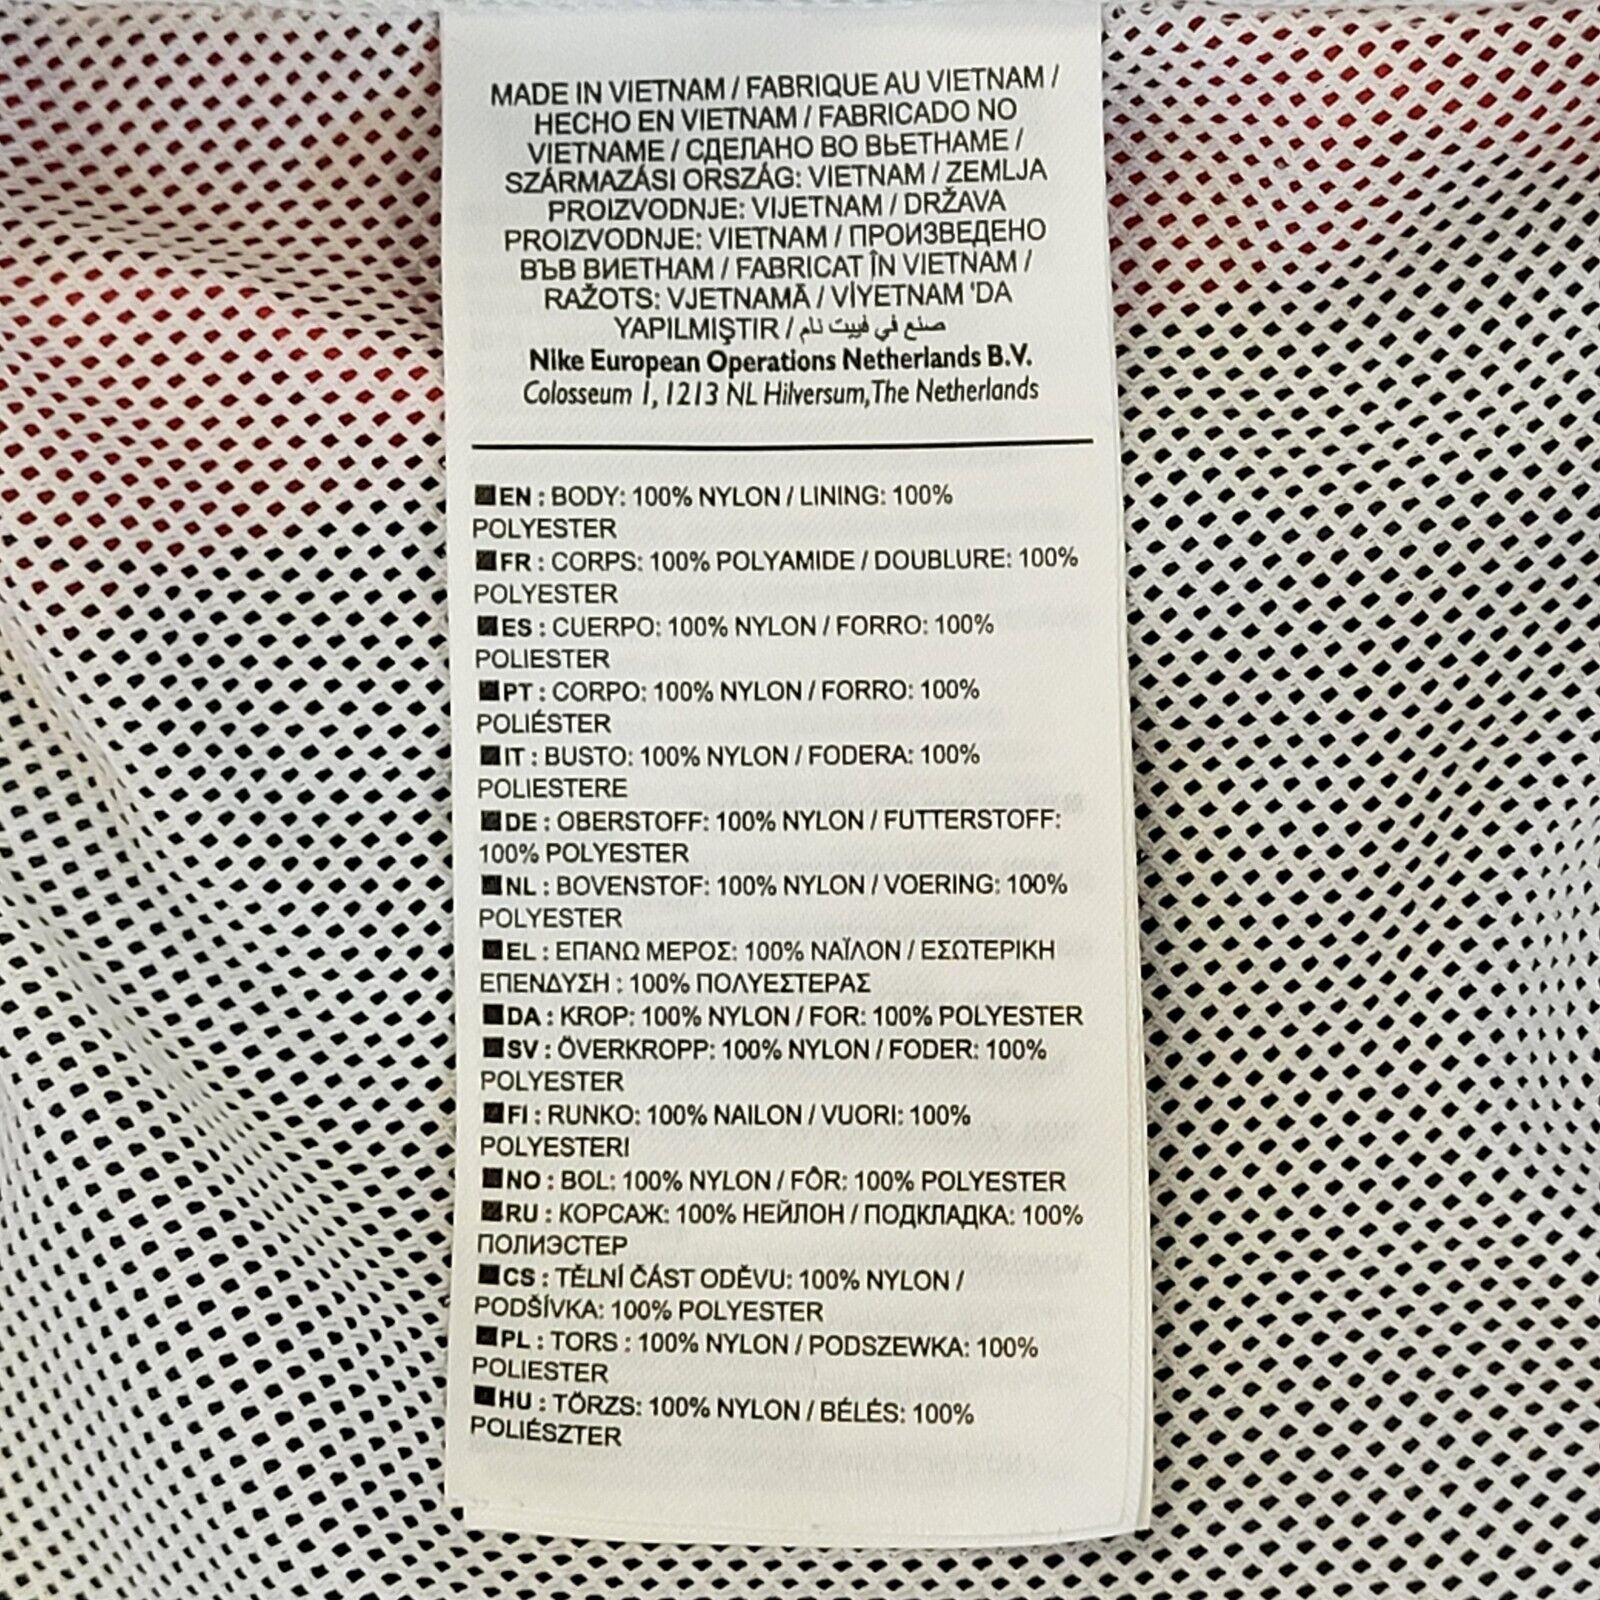 MADE IN VIETNAM / FABRIQUE AU VIETNAM /
HECHO EN VIETNAM / FABRICADO NO
VIETNAME / СДЕЛАНО ВО ВЬЕТНАМЕ /
SZÁRMAZÁSI ORSZÁG: VIETNAM / ZEMLJA
PROIZVODNJE: VIJETNAM / DRŽAVA
PROIZVODNJE: VIETNAM / ПРОИЗВЕДЕНО
ВЪВ ВИЕТНАМ / FABRICAT ÎN VIETNAM /
RAŽOTS: VJETNAMĀ / VİYETNAM 'DA
YAPILMIŞTIR / صنع في فييت نام
Nike European Operations Netherlands B.V.
Colosseum 1, 1213 NL Hilversum, The Netherlands
EN : BODY: 100% NYLON / LINING: 100%
POLYESTER
FR : CORPS: 100% POLYAMIDE / DOUBLURE: 100%
POLYESTER
ES : CUERPO: 100% NYLON / FORRO: 100%
POLIESTER
PT : CORPO: 100% NYLON / FORRO: 100%
POLIÉSTER
IT : BUSTO: 100% NYLON / FODERA: 100%
POLIESTERE
DE : OBERSTOFF: 100% NYLON / FUTTERSTOFF:
100% POLYESTER
NL : BOVENSTOF: 100% NYLON / VOERING: 100%
POLYESTER
EL : ΕΠΑΝΩ ΜΕΡΟΣ: 100% ΝΑΪΛΟΝ / ΕΣΩΤΕΡΙΚΗ
ΕΠΕΝΔΥΣΗ : 100% ΠΟΛΥΕΣΤΕΡΑΣ
DA : KROP: 100% NYLON / FOR: 100% POLYESTER
SV : ÖVERKROPP: 100% NYLON / FODER: 100%
POLYESTER
FI : RUNKO: 100% NAILON / VUORI: 100%
POLYESTERI
NO : BOL: 100% NYLON / FÔR: 100% POLYESTER
RU : КОРСАЖ: 100% НЕЙЛОН / ПОДКЛАДКА: 100%
ПОЛИЭСТЕР
CS : TĚLNÍ ČÁST ODĚVU: 100% NYLON /
PODŠÍVKA: 100% POLYESTER
PL : TORS : 100% NYLON / PODSZEWKA: 100%
POLIESTER
HU : TÖRZS: 100% NYLON / BÉLÉS: 100%
POLIÉSZTER